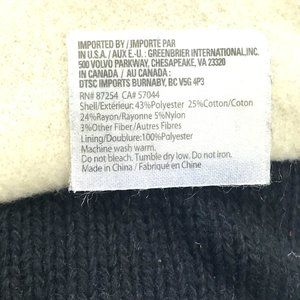 IMPORTED BY / IMPORTÉ PAR
IN U.S.A. / AUX E.-U. : GREENBRIER INTERNATIONAL, INC.
500 VOLVO PARKWAY, CHESAPEAKE, VA 23320
IN CANADA / AU CANADA :
DTSC IMPORTS BURNABY, BC V5G 4P3
RN# 87254 CA# 57044
Shell/Extérieur: 43%Polyester 25%Cotton/Coton
24%Rayon/Rayonne 5%Nylon
3%Other Fiber/Autres Fibres
Lining/Doublure:100%Polyester
Machine wash warm.
Do not bleach. Tumble dry low. Do not iron.
Made in China / Fabriqué en Chine